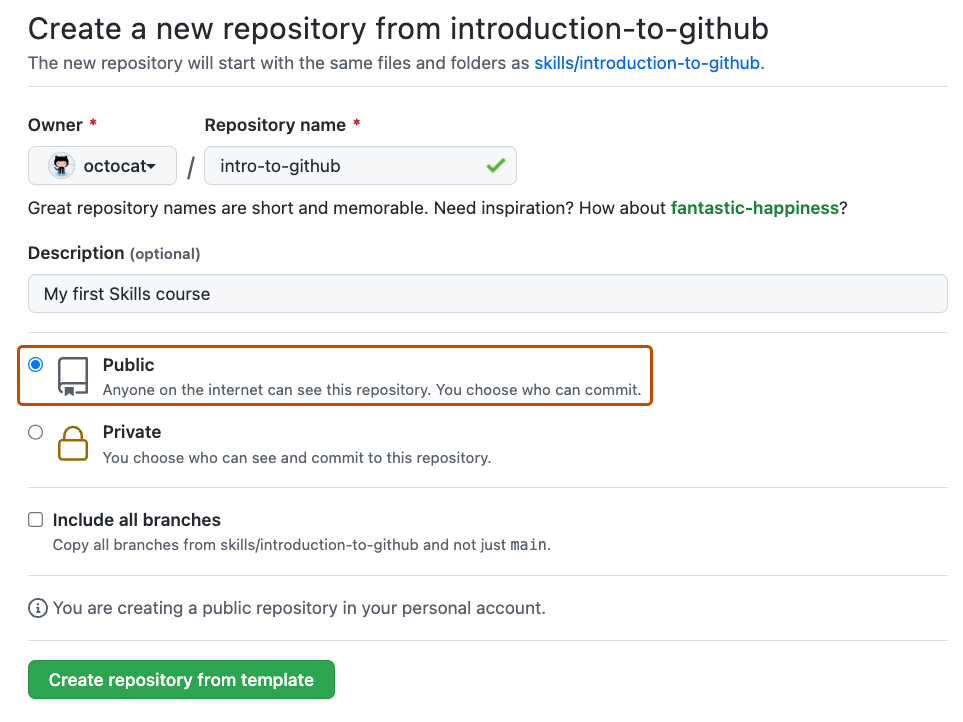 Create a new repository from introduction-to-github
The new repository will start with the same files and folders as skills/introduction-to-github.
Owner * Repository name *
octocat / intro-to-github
Great repository names are short and memorable. Need inspiration? How about fantastic-happiness?
Description (optional)
My first Skills course
Public
Anyone on the internet can see this repository. You choose who can commit.
Private
You choose who can see and commit to this repository.
Include all branches
Copy all branches from skills/introduction-to-github and not just main.
You are creating a public repository in your personal account.
Create repository from template